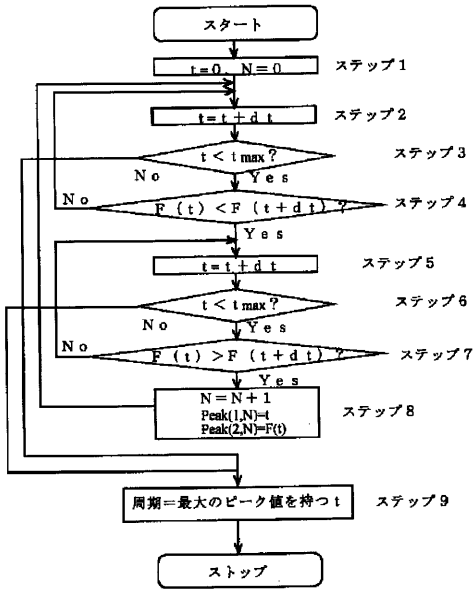 スタート
t=0, N=0
ステップ1
t=t+dt
ステップ2
t<tmax?
ステップ3
No
Yes
F(t)<F(t+dt)?
ステップ4
No
Yes
t=t+dt
ステップ5
t<tmax?
ステップ6
No
Yes
F(t)>F(t+dt)?
ステップ7
No
Yes
N=N+1
Peak(1,N)=t
Peak(2,N)=F(t)
ステップ8
周期=最大のピーク値を持つt
ステップ9
ストップ